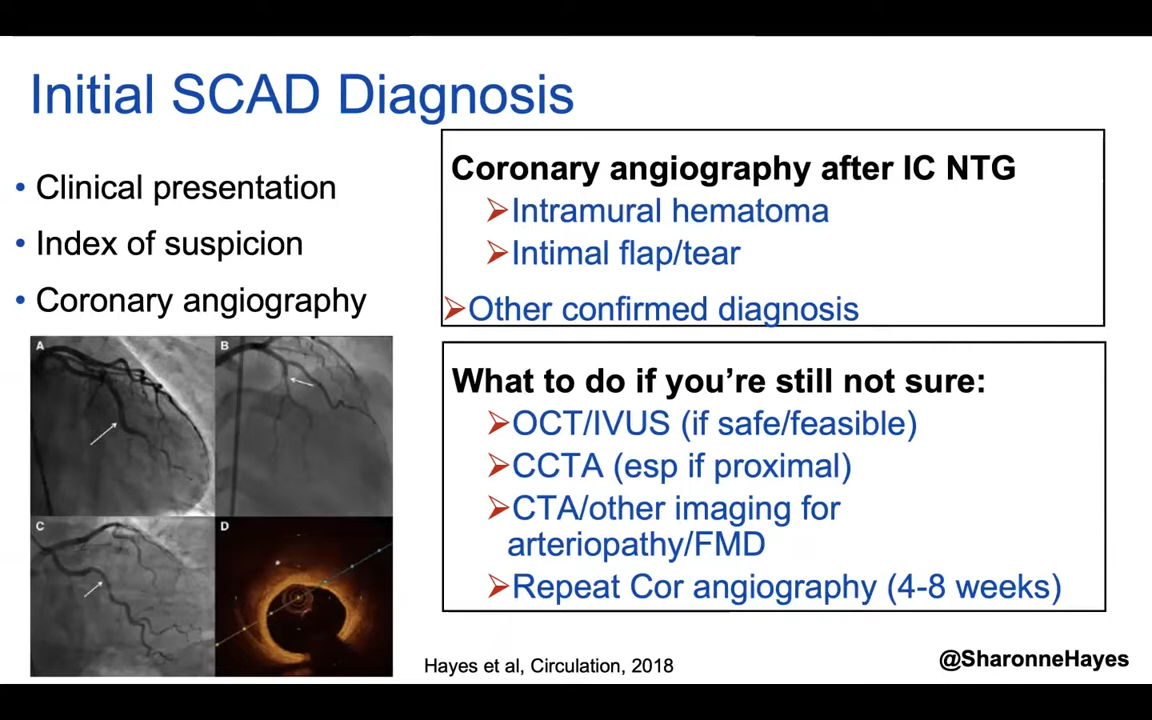 Initial SCAD Diagnosis
• Clinical presentation
• Index of suspicion
• Coronary angiography
A
B
C
D
Coronary angiography after IC NTG
➢Intramural hematoma
➢Intimal flap/tear
➢Other confirmed diagnosis
What to do if you’re still not sure:
➢OCT/IVUS (if safe/feasible)
➢CCTA (esp if proximal)
➢CTA/other imaging for
arteriopathy/FMD
➢Repeat Cor angiography (4-8 weeks)
Hayes et al, Circulation, 2018
@SharonneHayes